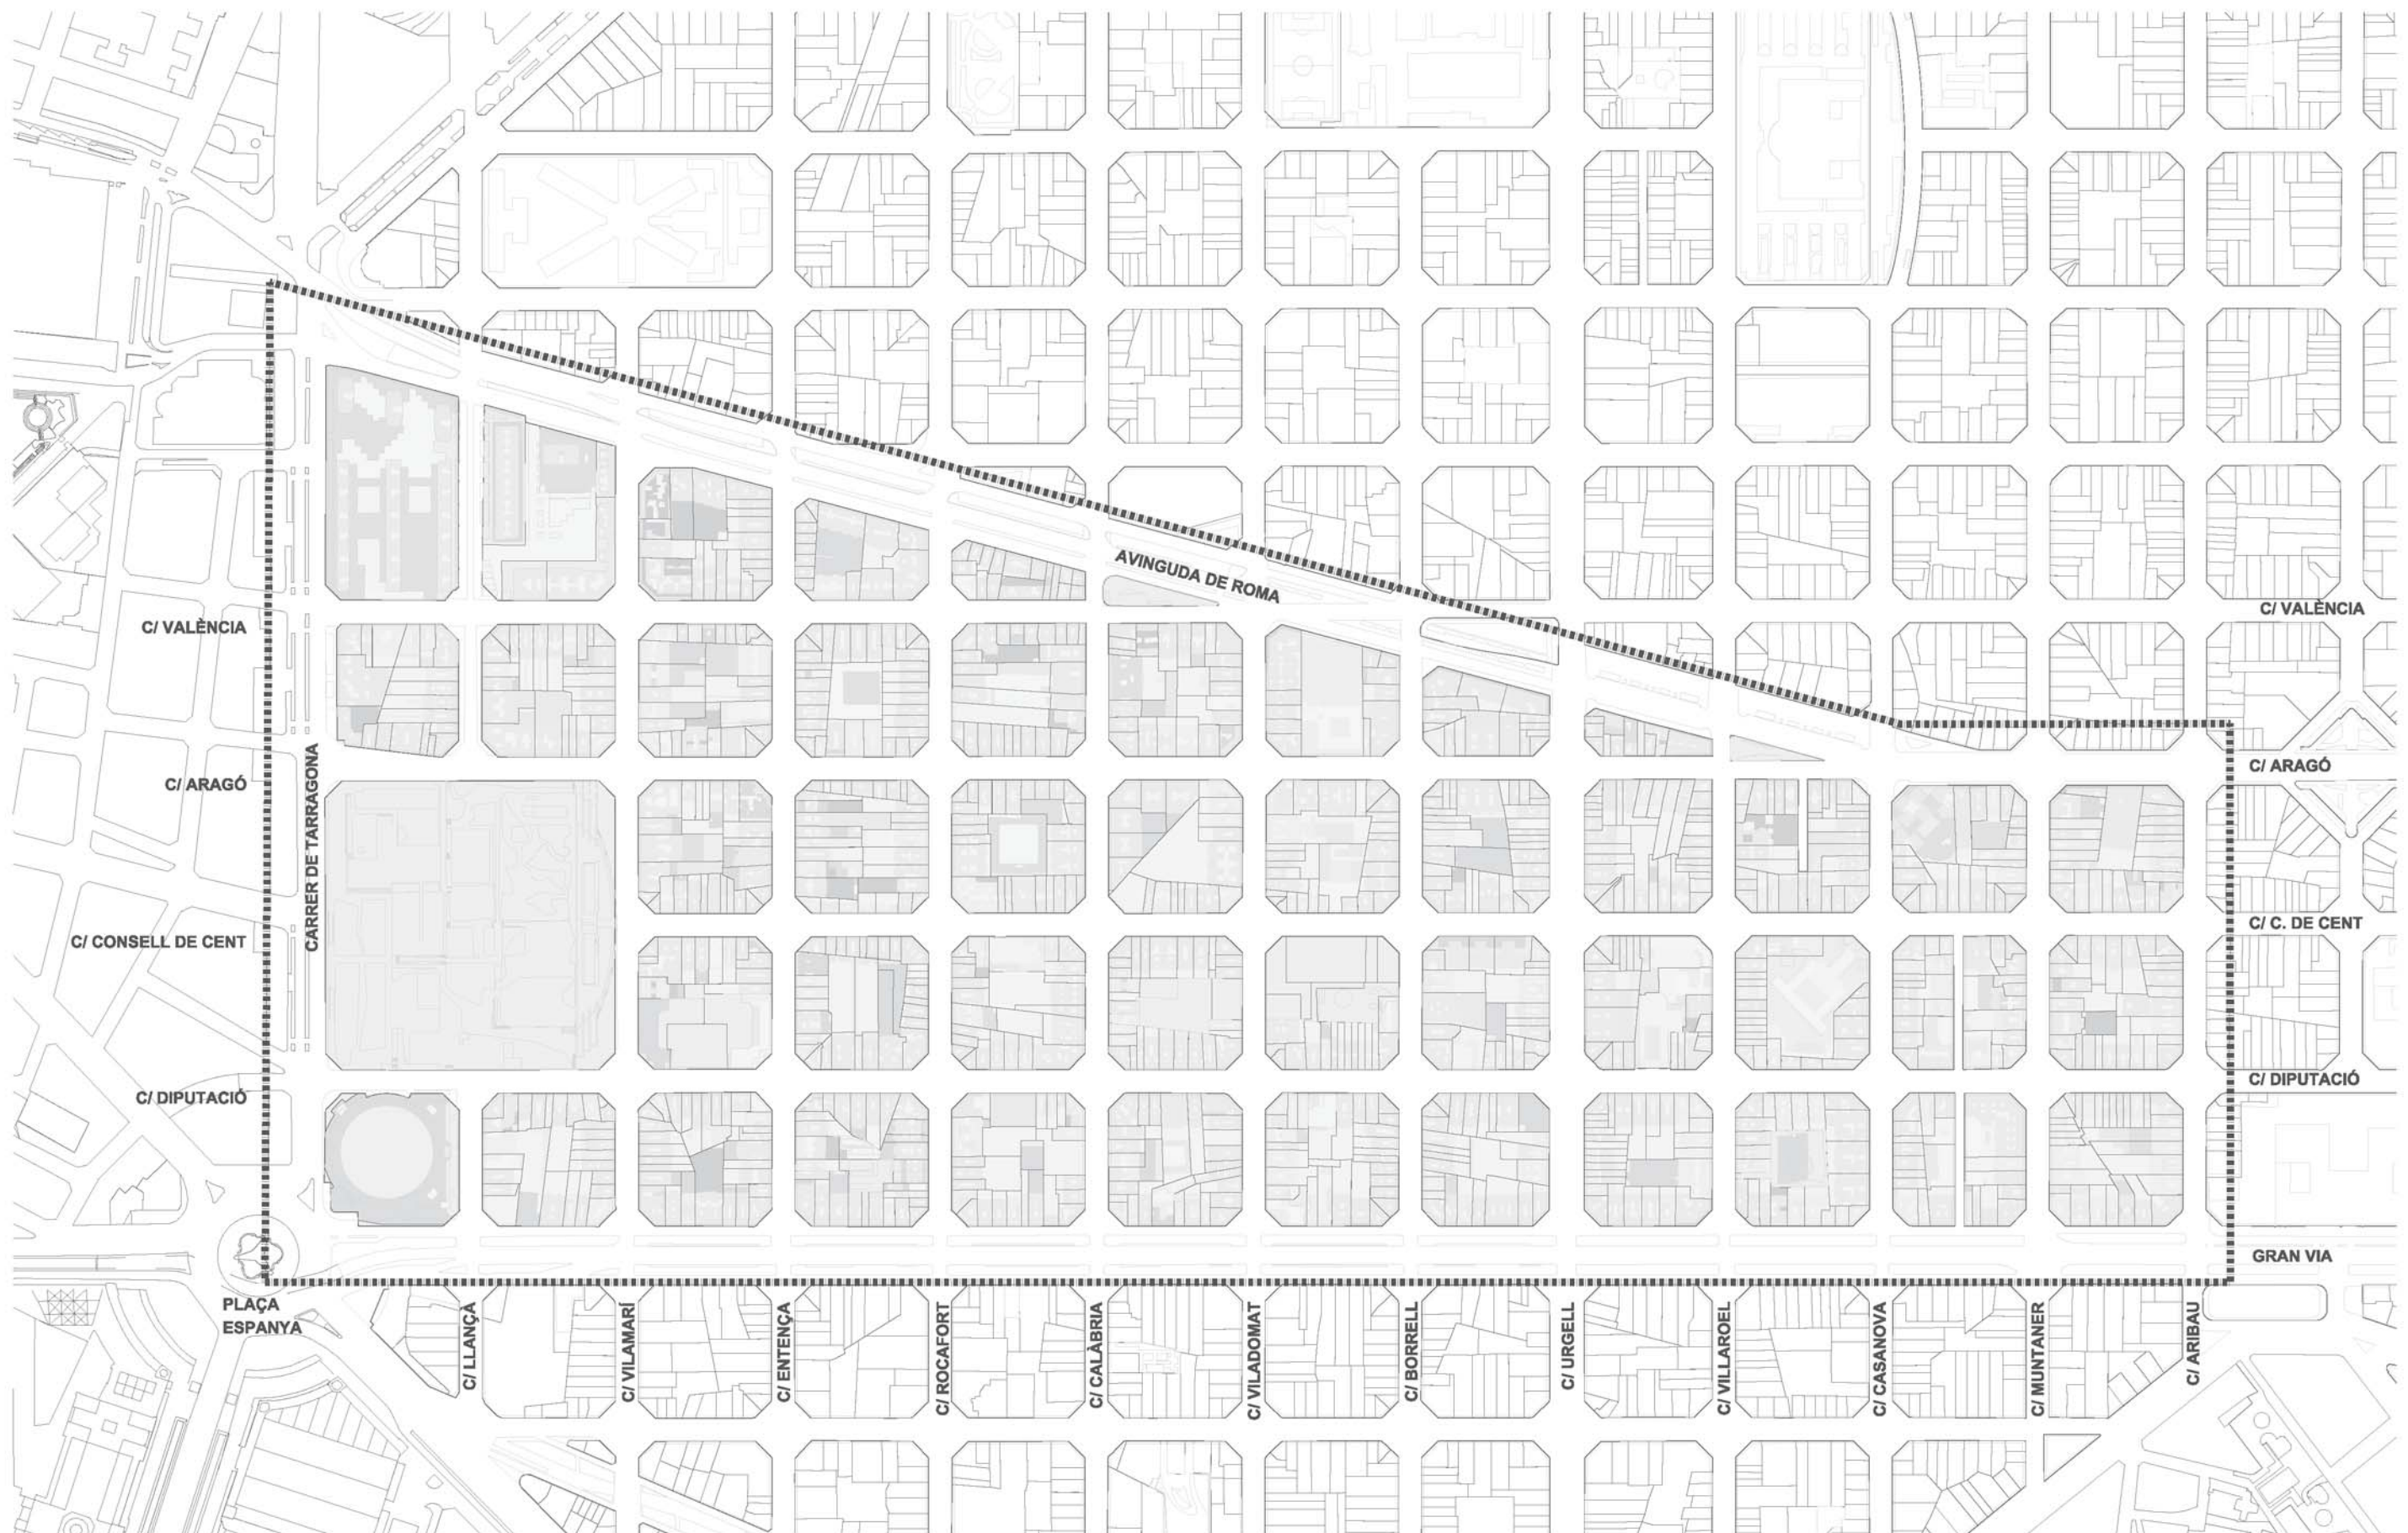 AVINGUDA DE ROMA
C/ VALÈNCIA
C/ VALÈNCIA
C/ ARAGÓ
C/ ARAGÓ
CARRER DE TARRAGONA
C/ CONSELL DE CENT
C/ C. DE CENT
C/ DIPUTACIÓ
C/ DIPUTACIÓ
GRAN VIA
PLAÇA
ESPANYA
C/ LLANÇÀ
C/ VILAMARÍ
C/ ENTENÇA
C/ ROCAFORT
C/ CALÀBRIA
C/ VILADOMAT
C/ BORRELL
C/ URGELL
C/ VILLAROEL
C/ CASANOVA
C/ MUNTANER
C/ ARIBAU